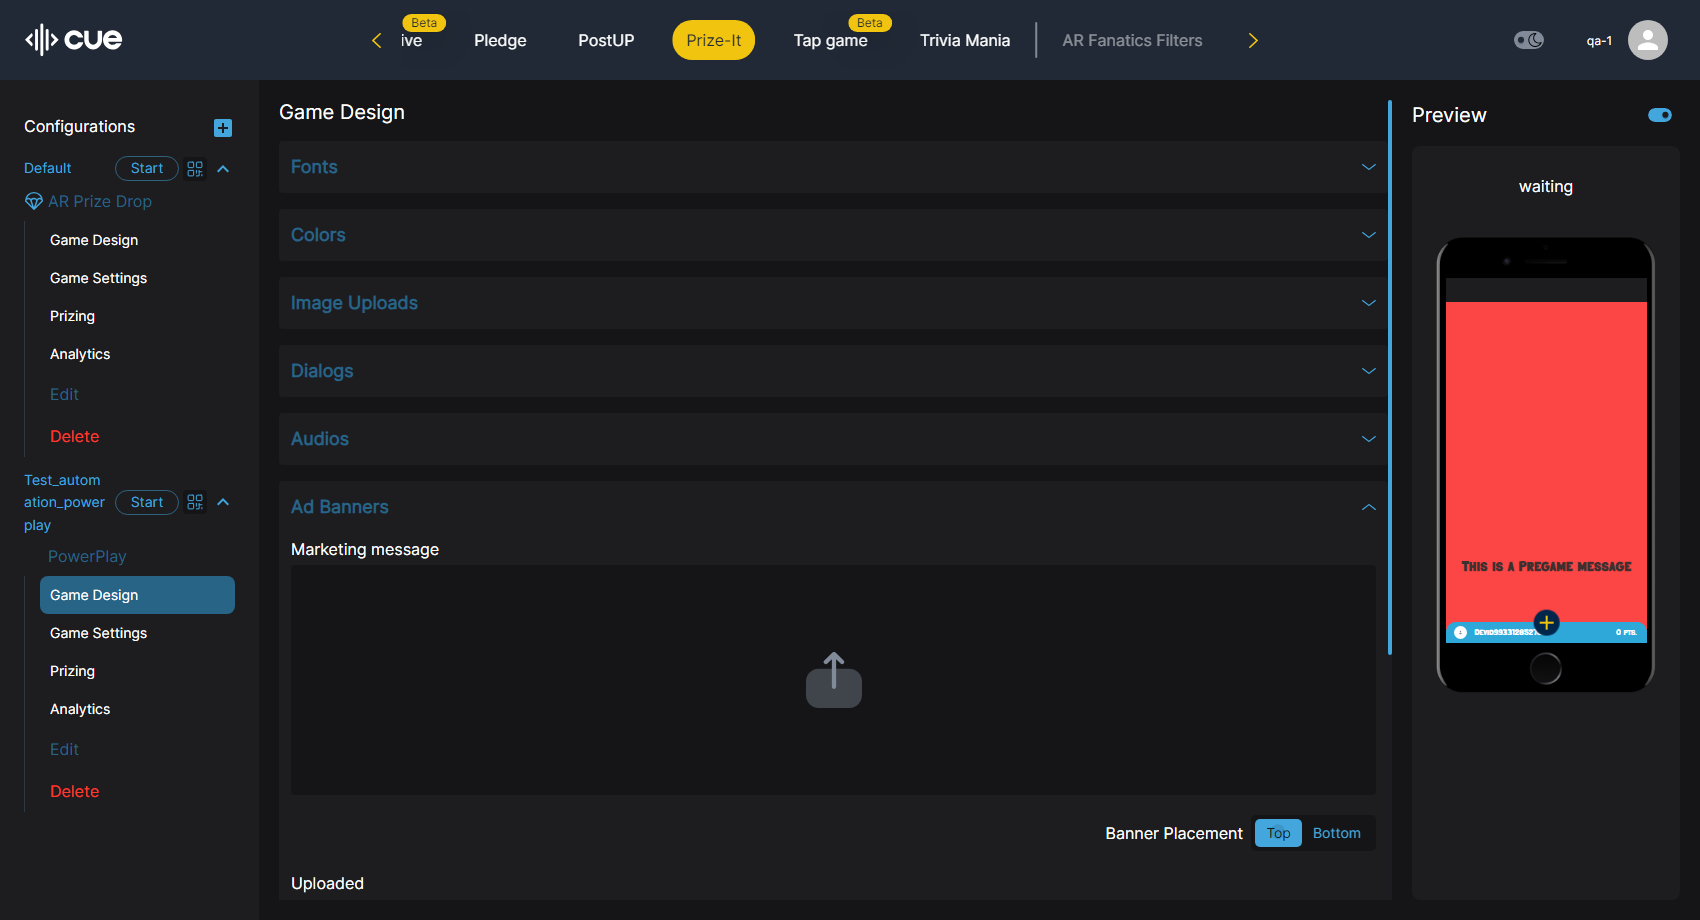 cue
Beta
ive
Pledge
PostUP
Prize-It
Beta
Tap game
Trivia Mania
AR Fanatics Filters
qa-1
Configurations
Default
Start
AR Prize Drop
Game Design
Game Settings
Prizing
Analytics
Edit
Delete
Test_autom
ation_power
play
Start
PowerPlay
Game Design
Game Settings
Prizing
Analytics
Edit
Delete
Game Design
Fonts
Colors
Image Uploads
Dialogs
Audios
Ad Banners
Marketing message
Banner Placement
Top
Bottom
Uploaded
Preview
waiting
This is a Pregame message
0 pts.